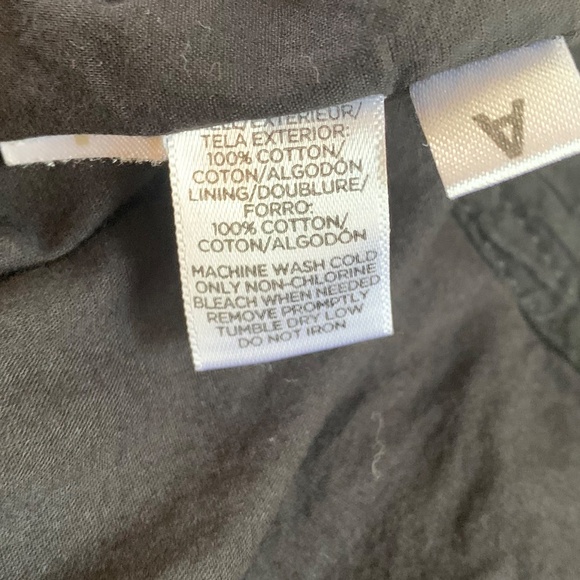 TELA EXTERIOR:
100% COTTON/
COTON/ALGODÓN
LINING/DOUBLURE/
FORRO:
100% COTTON/
COTON/ALGODÓN
MACHINE WASH COLD
ONLY NON-CHLORINE
BLEACH WHEN NEEDED
REMOVE PROMPTLY
TUMBLE DRY LOW
DO NOT IRON
A